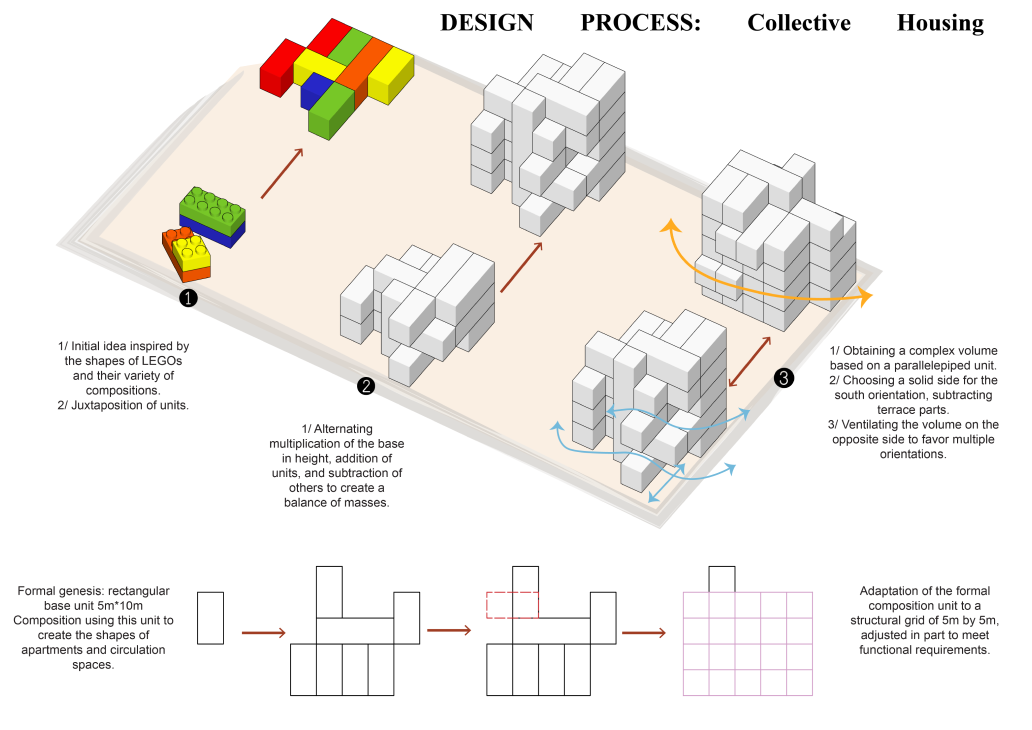 DESIGN PROCESS: Collective Housing
1
1/ Initial idea inspired by
the shapes of LEGOs
and their variety of
compositions.
2/ Juxtaposition of units.
2
1/ Alternating
multiplication of the base
in height, addition of
units, and subtraction of
others to create a
balance of masses.
3
1/ Obtaining a complex volume
based on a parallelepiped unit.
2/ Choosing a solid side for the
south orientation, subtracting
terrace parts.
3/ Ventilating the volume on the
opposite side to favor multiple
orientations.
Formal genesis: rectangular
base unit 5m*10m
Composition using this unit to
create the shapes of
apartments and circulation
spaces.
Adaptation of the formal
composition unit to a
structural grid of 5m by 5m,
adjusted in part to meet
functional requirements.